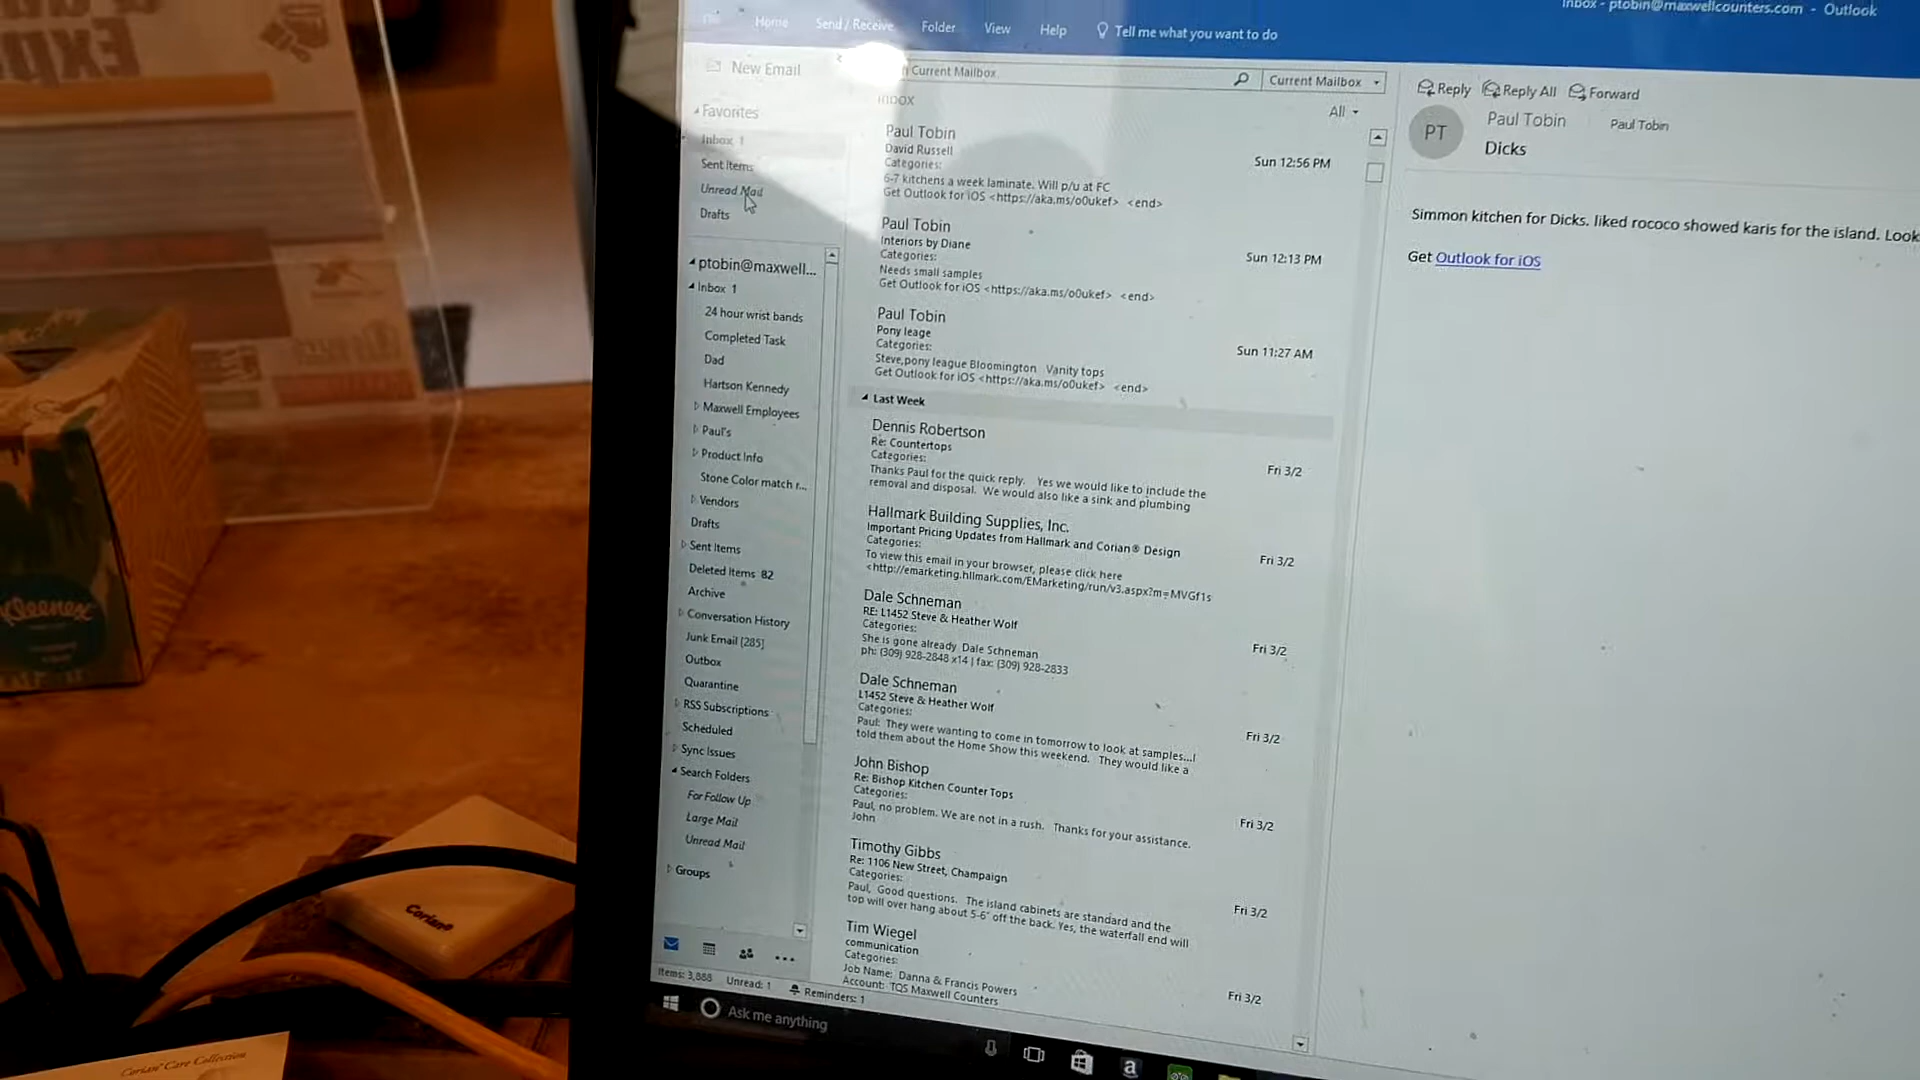 Inbox - ptobin@maxwellcounters.com - Outlook
Home Send / Receive Folder View Help Tell me what you want to do
New Email
Current Mailbox
Current Mailbox
Reply Reply All Forward
Favorites
Inbox 1
Sent Items
Unread Mail
Drafts
ptobin@maxwell...
Inbox 1
24 hour wrist bands
Completed Task
Dad
Hartson Kennedy
Maxwell Employees
Paul's
Product Info
Stone Color match r...
Vendors
Drafts
Sent Items
Deleted Items 82
Archive
Conversation History
Junk Email [285]
Outbox
Quarantine
RSS Subscriptions
Scheduled
Sync Issues
Search Folders
For Follow Up
Large Mail
Unread Mail
Groups
Items: 3,888 Unread: 1 Reminders: 1
Ask me anything
Inbox
All
Paul Tobin
David Russell
Categories:
Sun 12:56 PM
6-7 kitchens a week laminate. Will p/u at FC
Get Outlook for iOS <https://aka.ms/o0ukef> <end>
Paul Tobin
Interiors by Diane
Categories:
Sun 12:13 PM
Needs small samples
Get Outlook for iOS <https://aka.ms/o0ukef> <end>
Paul Tobin
Pony leage
Categories:
Sun 11:27 AM
Steve,pony league Bloomington Vanity tops
Get Outlook for iOS <https://aka.ms/o0ukef> <end>
Last Week
Dennis Robertson
Re: Countertops
Categories:
Fri 3/2
Thanks Paul for the quick reply. Yes we would like to include the
removal and disposal. We would also like a sink and plumbing
Hallmark Building Supplies, Inc.
Important Pricing Updates from Hallmark and Corian® Design
Categories:
Fri 3/2
To view this email in your browser, please click here
<http://emarketing.hllmark.com/EMarketing/run/v3.aspx?m=MVGf1s
Dale Schneman
RE: L1452 Steve & Heather Wolf
Categories:
Fri 3/2
She is gone already Dale Schneman
ph: (309) 928-2848 x14 | fax: (309) 928-2833
Dale Schneman
L1452 Steve & Heather Wolf
Categories:
Fri 3/2
Paul: They were wanting to come in tomorrow to look at samples...I
told them about the Home Show this weekend. They would like a
John Bishop
Re: Bishop Kitchen Counter Tops
Categories:
Fri 3/2
Paul, no problem. We are not in a rush. Thanks for your assistance.
John
Timothy Gibbs
Re: 1106 New Street, Champaign
Categories:
Fri 3/2
Paul, Good questions. The island cabinets are standard and the
top will over hang about 5-6" off the back. Yes, the waterfall end will
Tim Wiegel
communication
Categories:
Fri 3/2
Job Name: Danna & Francis Powers
Account: TQS Maxwell Counters
PT
Paul Tobin Paul Tobin
Dicks
Simmon kitchen for Dicks. liked rococo showed karis for the island. Look
Get Outlook for iOS
Kleenex
Corian®
Corian® Care Collection